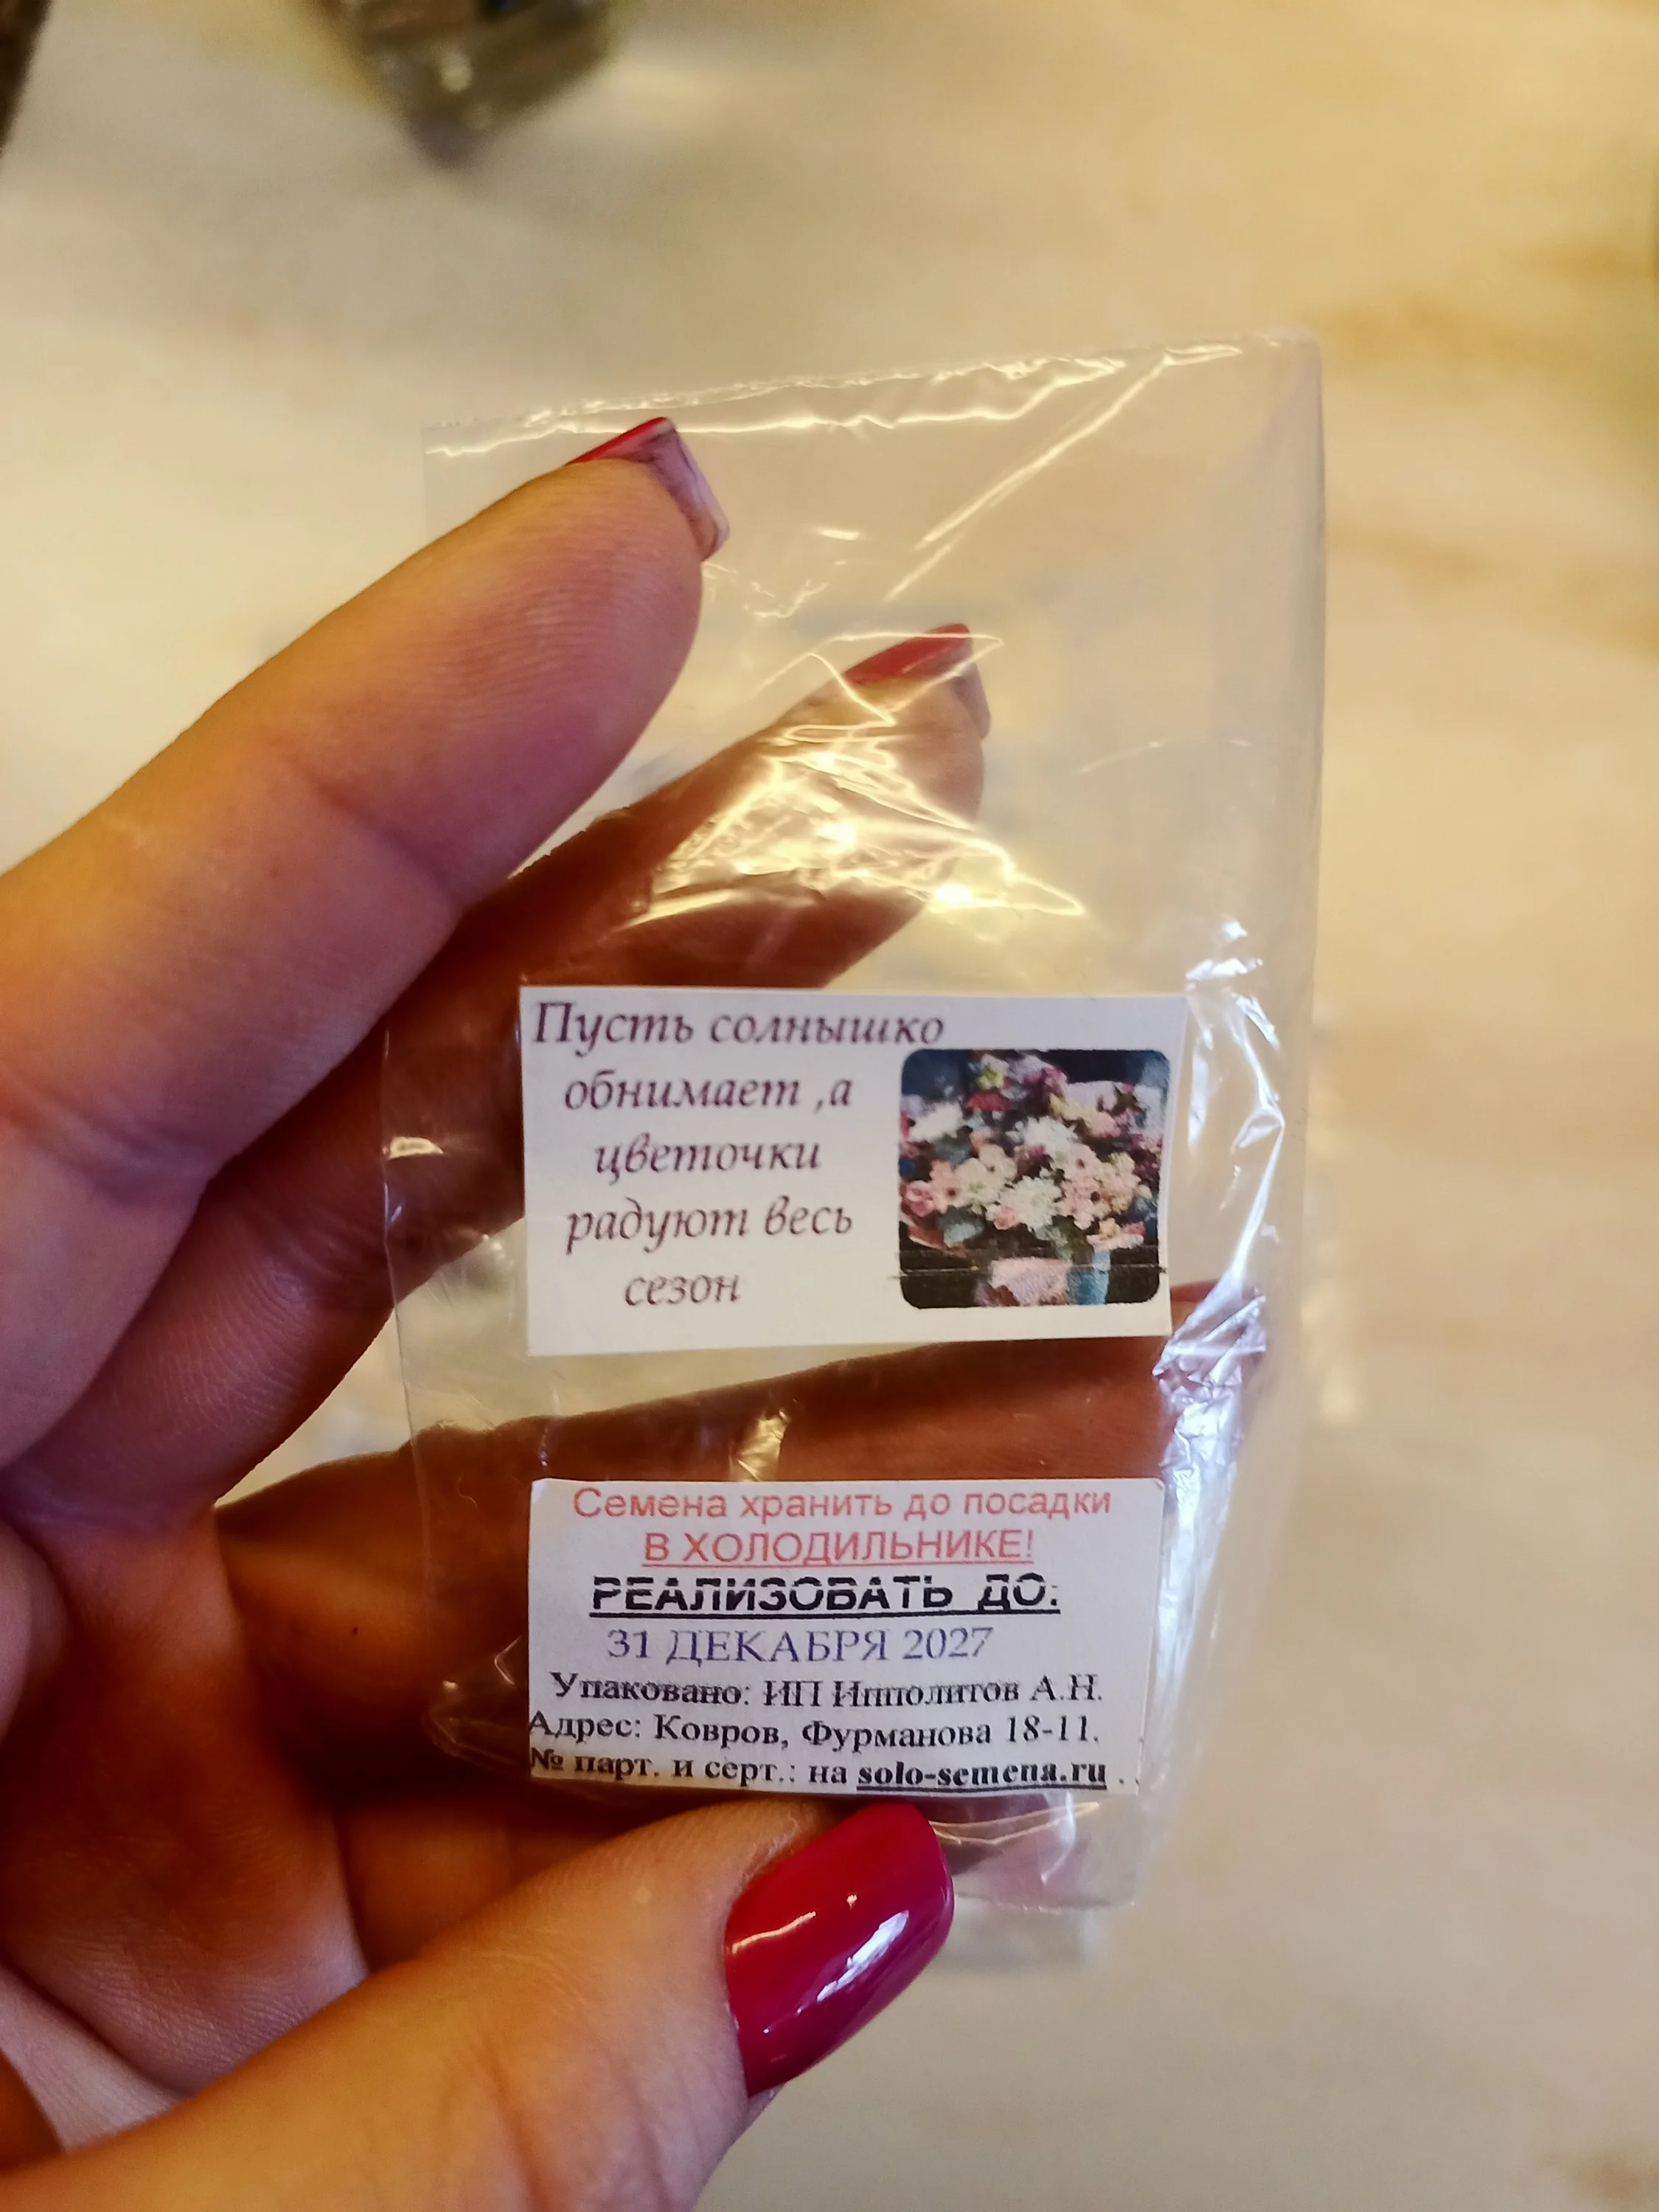 Пусть солнышко
обнимает ,а
цветочки
радуют весь
сезон
Семена хранить до посадки
В ХОЛОДИЛЬНИКЕ!
РЕАЛИЗОВАТЬ ДО:
31 ДЕКАБРЯ 2027
Упаковано: ИП Ипполитов А.Н.
Адрес: Ковров, Фурманова 18-11.
№ парт. и серт.: на solo-semena.ru .